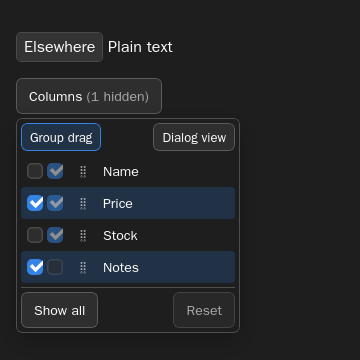 Elsewhere Plain text
Columns (1 hidden)
Group drag Dialog view
Name
Price
Stock
Notes
Show all Reset